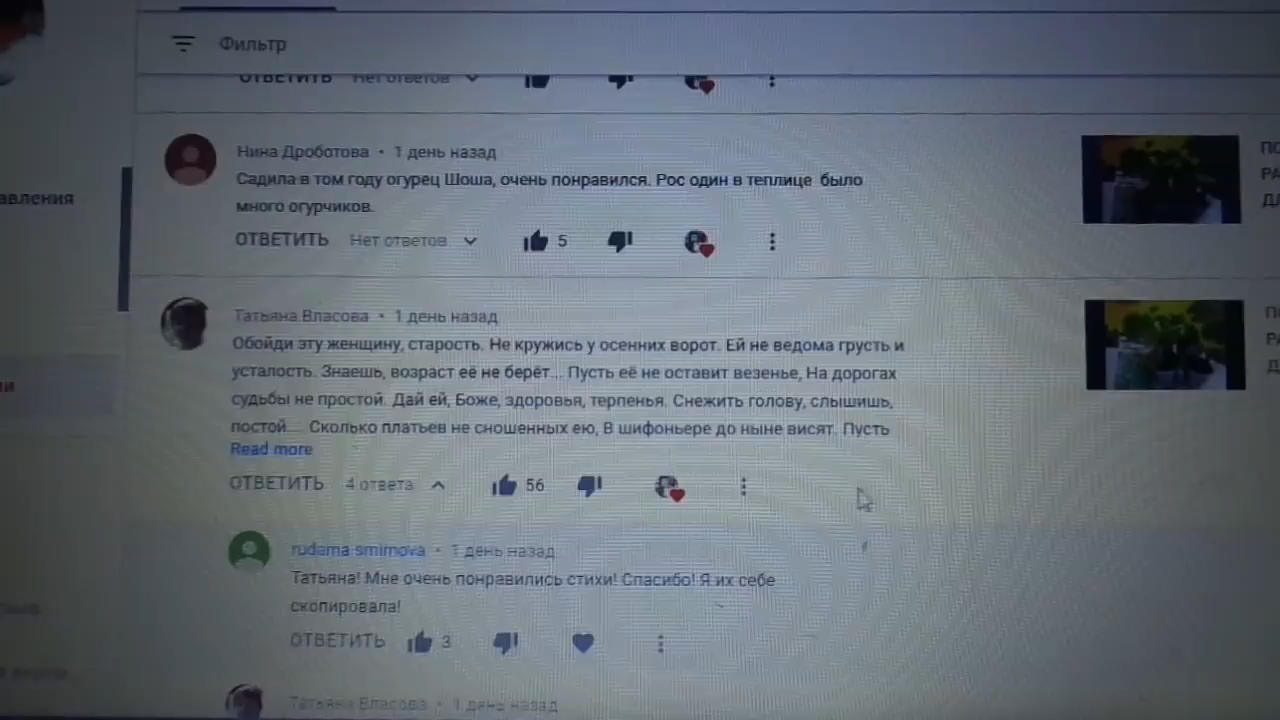 Фильтр
ОТВЕТИТЬ Нет ответов
Нина Дроботова • 1 день назад
Садила в том году огурец Шоша, очень понравился. Рос один в теплице было
много огурчиков.
ОТВЕТИТЬ Нет ответов 5
авления
Татьяна Власова • 1 день назад
Обойди эту женщину, старость. Не кружись у осенних ворот. Ей не ведома грусть и
усталость. Знаешь, возраст её не берёт... Пусть её не оставит везенье, На дорогах
судьбы не простой. Дай ей, Боже, здоровья, терпенья. Снежить голову, слышишь,
постой.... Сколько платьев не сношенных ею, В шифоньере до ныне висят. Пусть
Read more
ОТВЕТИТЬ 4 ответа 56
rudama smirnova • 1 день назад
Татьяна! Мне очень понравились стихи! Спасибо! Я их себе
скопировала!
ОТВЕТИТЬ 3
Татьяна Власова • 1 день назад